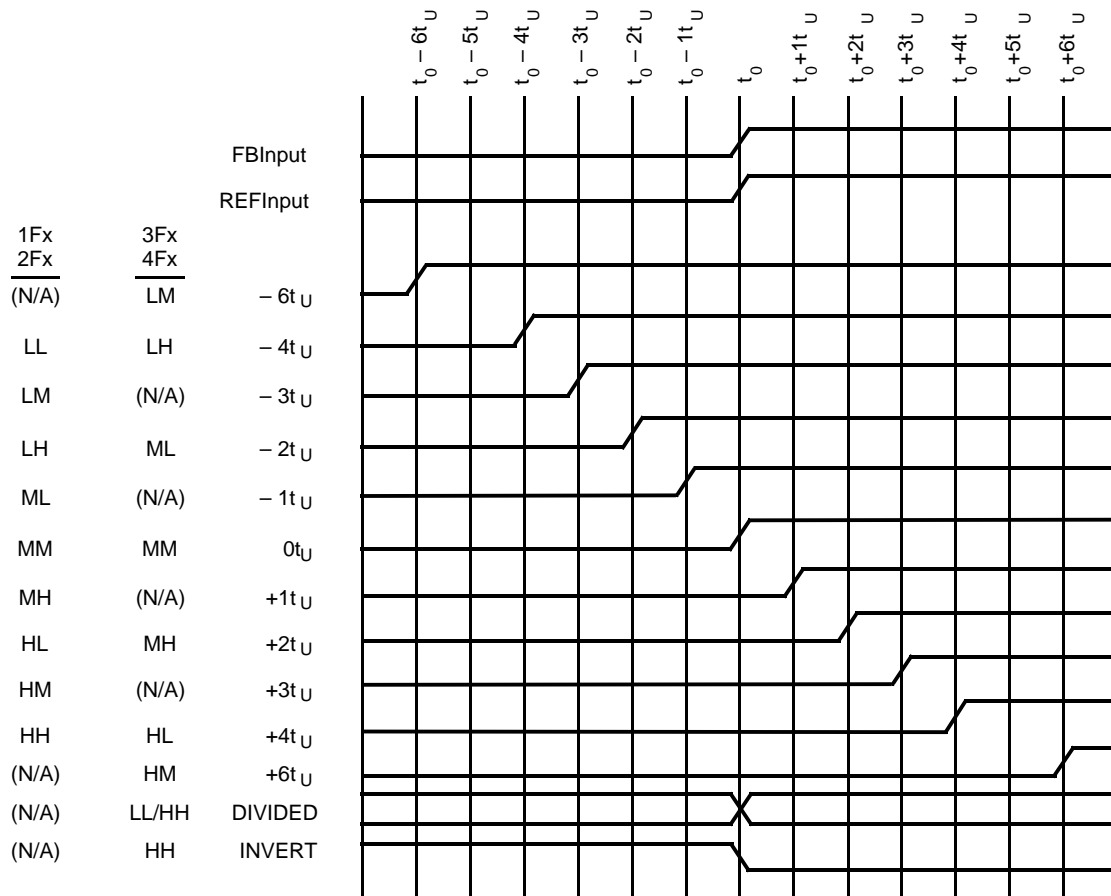 t0 – 6tU
t0 – 5tU
t0 – 4tU
t0 – 3tU
t0 – 2tU
t0 – 1tU
t0
t0+1tU
t0+2tU
t0+3tU
t0+4tU
t0+5tU
t0+6tU
FBInput
REFInput
1Fx 3Fx
2Fx 4Fx
(N/A) LM – 6tU
LL LH – 4tU
LM (N/A) – 3tU
LH ML – 2tU
ML (N/A) – 1tU
MM MM 0tU
MH (N/A) +1tU
HL MH +2tU
HM (N/A) +3tU
HH HL +4tU
(N/A) HM +6tU
(N/A) LL/HH DIVIDED
(N/A) HH INVERT